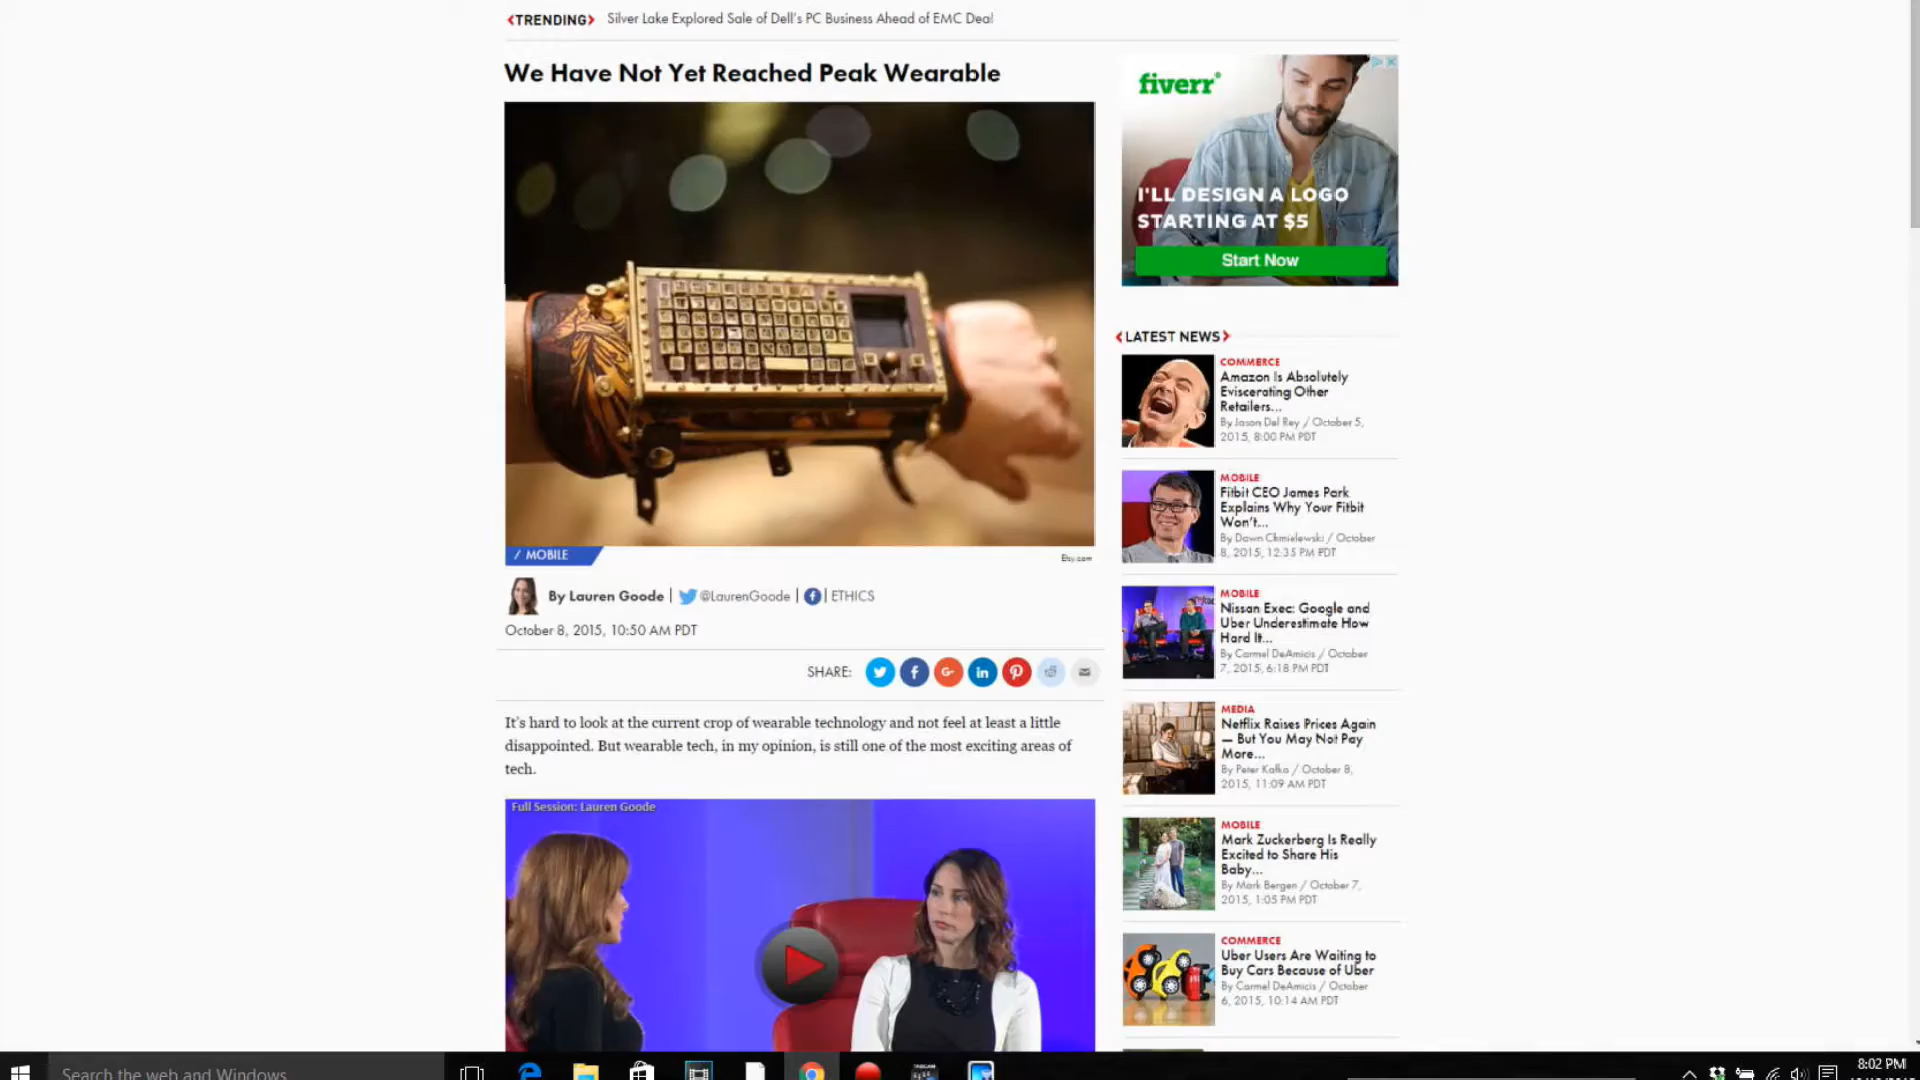 <TRENDING> Silver Lake Explored Sale of Dell's PC Business Ahead of EMC Deal
We Have Not Yet Reached Peak Wearable
/ MOBILE
Etsy.com
By Lauren Goode | @LaurenGoode | | ETHICS
October 8, 2015, 10:50 AM PDT
SHARE:
It's hard to look at the current crop of wearable technology and not feel at least a little
disappointed. But wearable tech, in my opinion, is still one of the most exciting areas of
tech.
Full Session: Lauren Goode
fiverr
I'LL DESIGN A LOGO
STARTING AT $5
Start Now
<LATEST NEWS>
COMMERCE
Amazon Is Absolutely
Eviscerating Other
Retailers...
By Jason Del Rey / October 5,
2015, 8:00 PM PDT
MOBILE
Fitbit CEO James Park
Explains Why Your Fitbit
Won't...
By Dawn Chmielewski / October
8, 2015, 12:35 PM PDT
MOBILE
Nissan Exec: Google and
Uber Underestimate How
Hard It...
By Carmel DeAmicis / October
7, 2015, 6:18 PM PDT
MEDIA
Netflix Raises Prices Again
— But You May Not Pay
More...
By Peter Kafka / October 8,
2015, 11:09 AM PDT
MOBILE
Mark Zuckerberg Is Really
Excited to Share His
Baby...
By Mark Bergen / October 7,
2015, 1:05 PM PDT
COMMERCE
Uber Users Are Waiting to
Buy Cars Because of Uber
By Carmel DeAmicis / October
6, 2015, 10:14 AM PDT
Search the web and Windows
8:02 PM